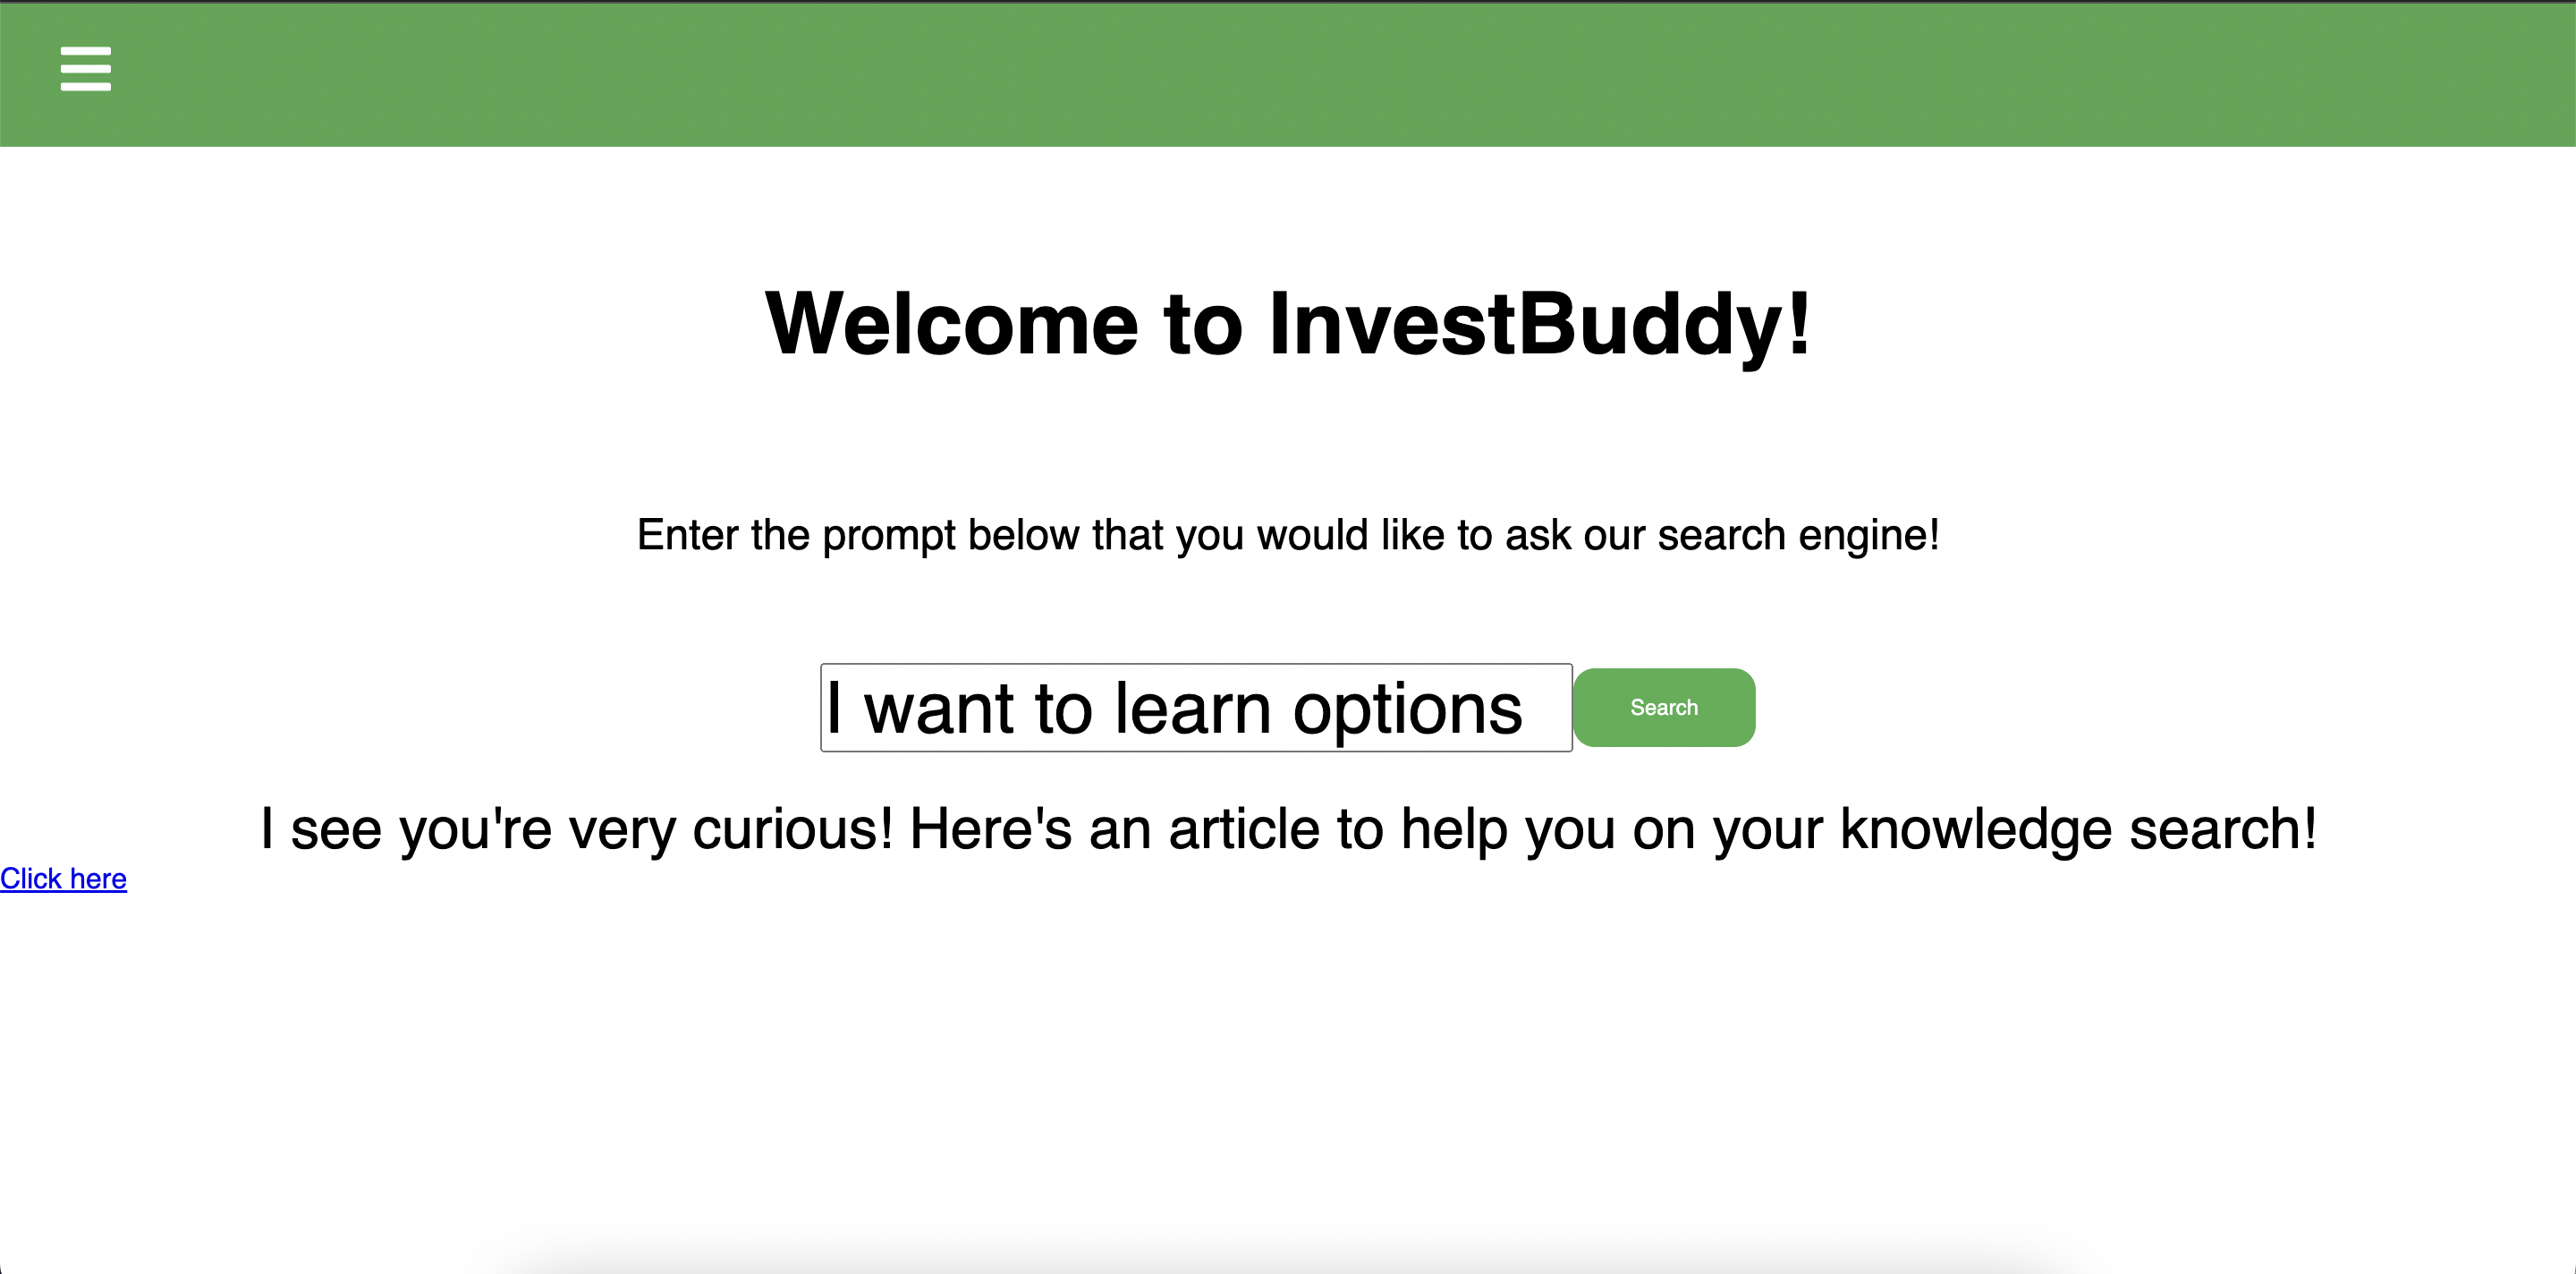 Welcome to InvestBuddy!
Enter the prompt below that you would like to ask our search engine!
I want to learn options
Search
I see you're very curious! Here's an article to help you on your knowledge search!
Click here